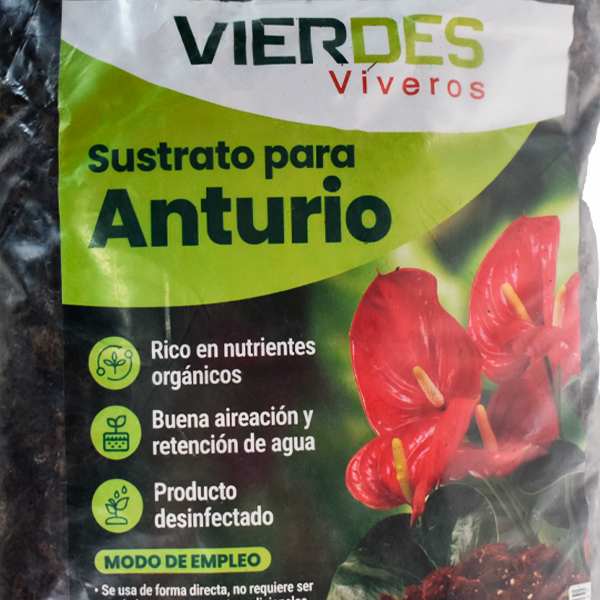 VIERDES
Viveros
Sustrato para
Anturio
Rico en nutrientes
orgánicos
Buena aireación y
retención de agua
Producto
desinfectado
MODO DE EMPLEO
• Se usa de forma directa, no requiere ser